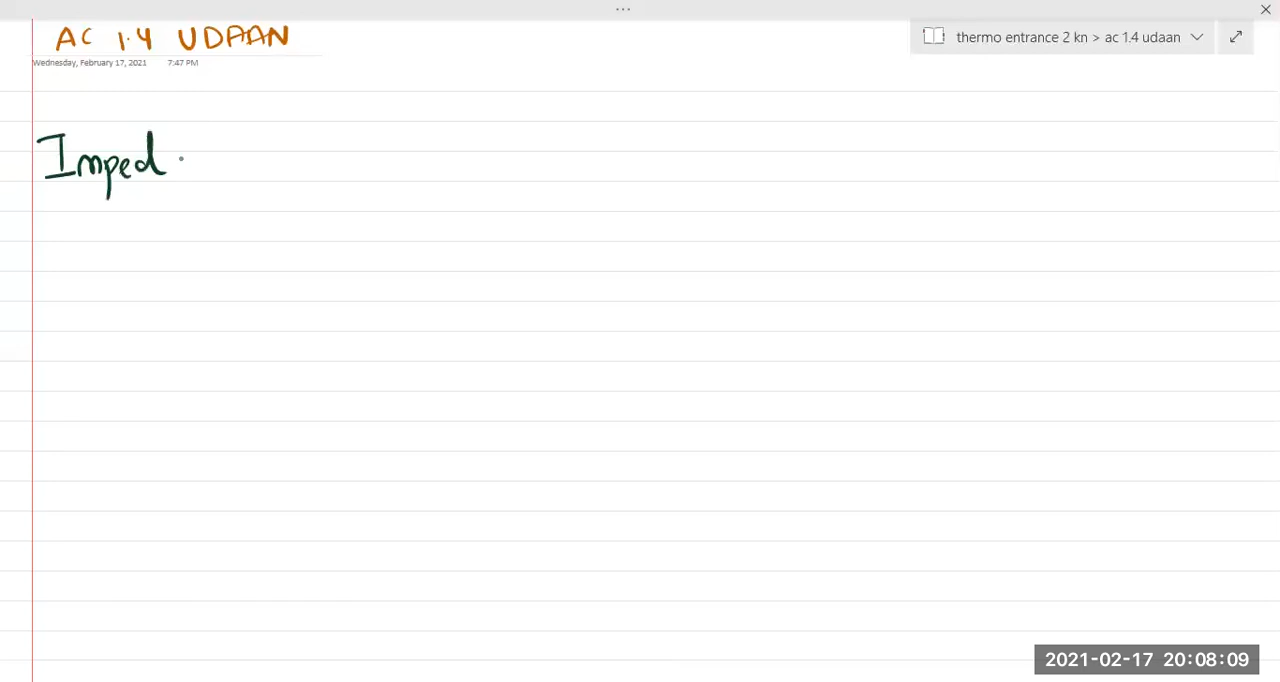 ...
AC 1.4 UDAAN
thermo entrance 2 kn > ac 1.4 udaan
Wednesday, February 17, 2021 7:47 PM
Imped
2021-02-17 20:08:09